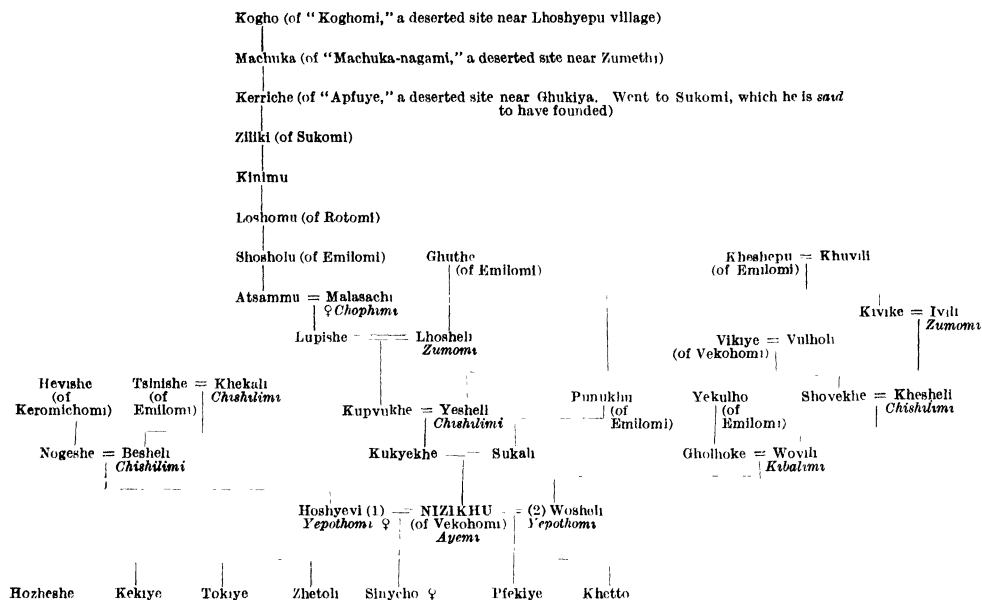 Kogho (of "Koghomi," a deserted site near Lhoshyepu village)
Machuka (of "Machuka-nagami," a deserted site near Zumethi)
Kerriche (of "Apfuye," a deserted site near Ghukiya. Went to Sukomi, which he is said
to have founded)
Ziliki (of Sukomi)
Kinimu
Loshomu (of Rotomi)
Shosholu (of Emilomi) Ghuthe Kheshepu = Khuvili
(of Emilomi) (of Emilomi)
Atsammu = Malasachi Kivike = Ivili
♀ Chophimi Zumomi
Lupishe = Lhosheli Vikiye = Vulholi
Zumomi (of Vekohomi)
Hevishe Tsinishe = Khekali Punukhu Yekulho Shovekhe = Khesheli
(of (of Chishilimi Kupvukhe = Yesheli (of (of Chishilimi
Keromichomi) Emilomi) Chishilimi Emilomi) Emilomi)
Nogeshe = Besheli Kukyekhe = Sukali Gholhoke = Wovili
Chishilimi Kibalimi
Hoshyevi (1) = NIZIKHU = (2) Wosheli
Yepothomi ♀ (of Vekohomi) Yepothomi
Ayemi
Hozheshe Kekiye Tokiye Zhetoli Sinycho ♀ Pfekiye Khetto